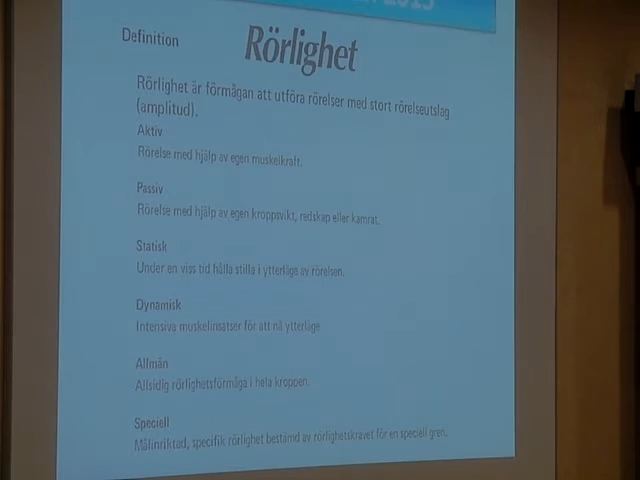 2015
Definition
Rörlighet
Rörlighet är förmågan att utföra rörelser med stort rörelseutslag
(amplitud).
Aktiv
Rörelse med hjälp av egen muskelkraft.
Passiv
Rörelse med hjälp av egen kroppsvikt, redskap eller kamrat.
Statisk
Under en viss tid hålla stilla i ytterläge av rörelsen.
Dynamisk
Intensiva muskelinsatser för att nå ytterläge
Allmän
Allsidig rörlighetsförmåga i hela kroppen.
Speciell
Målinriktad, specifik rörlighet bestämd av rörlighetskravet för en speciell gren.